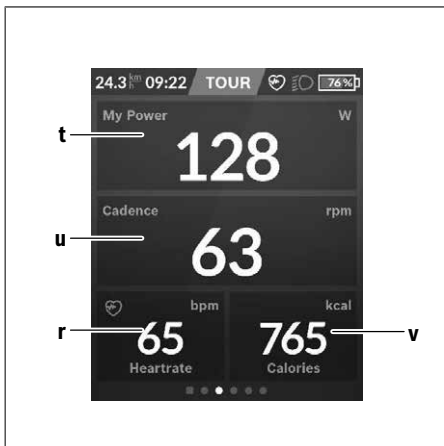 24.3 km/h 09:22 TOUR 76 %
My Power W
t
128
Cadence rpm
u
63
bpm kcal
r 65 765 v
Heartrate Calories